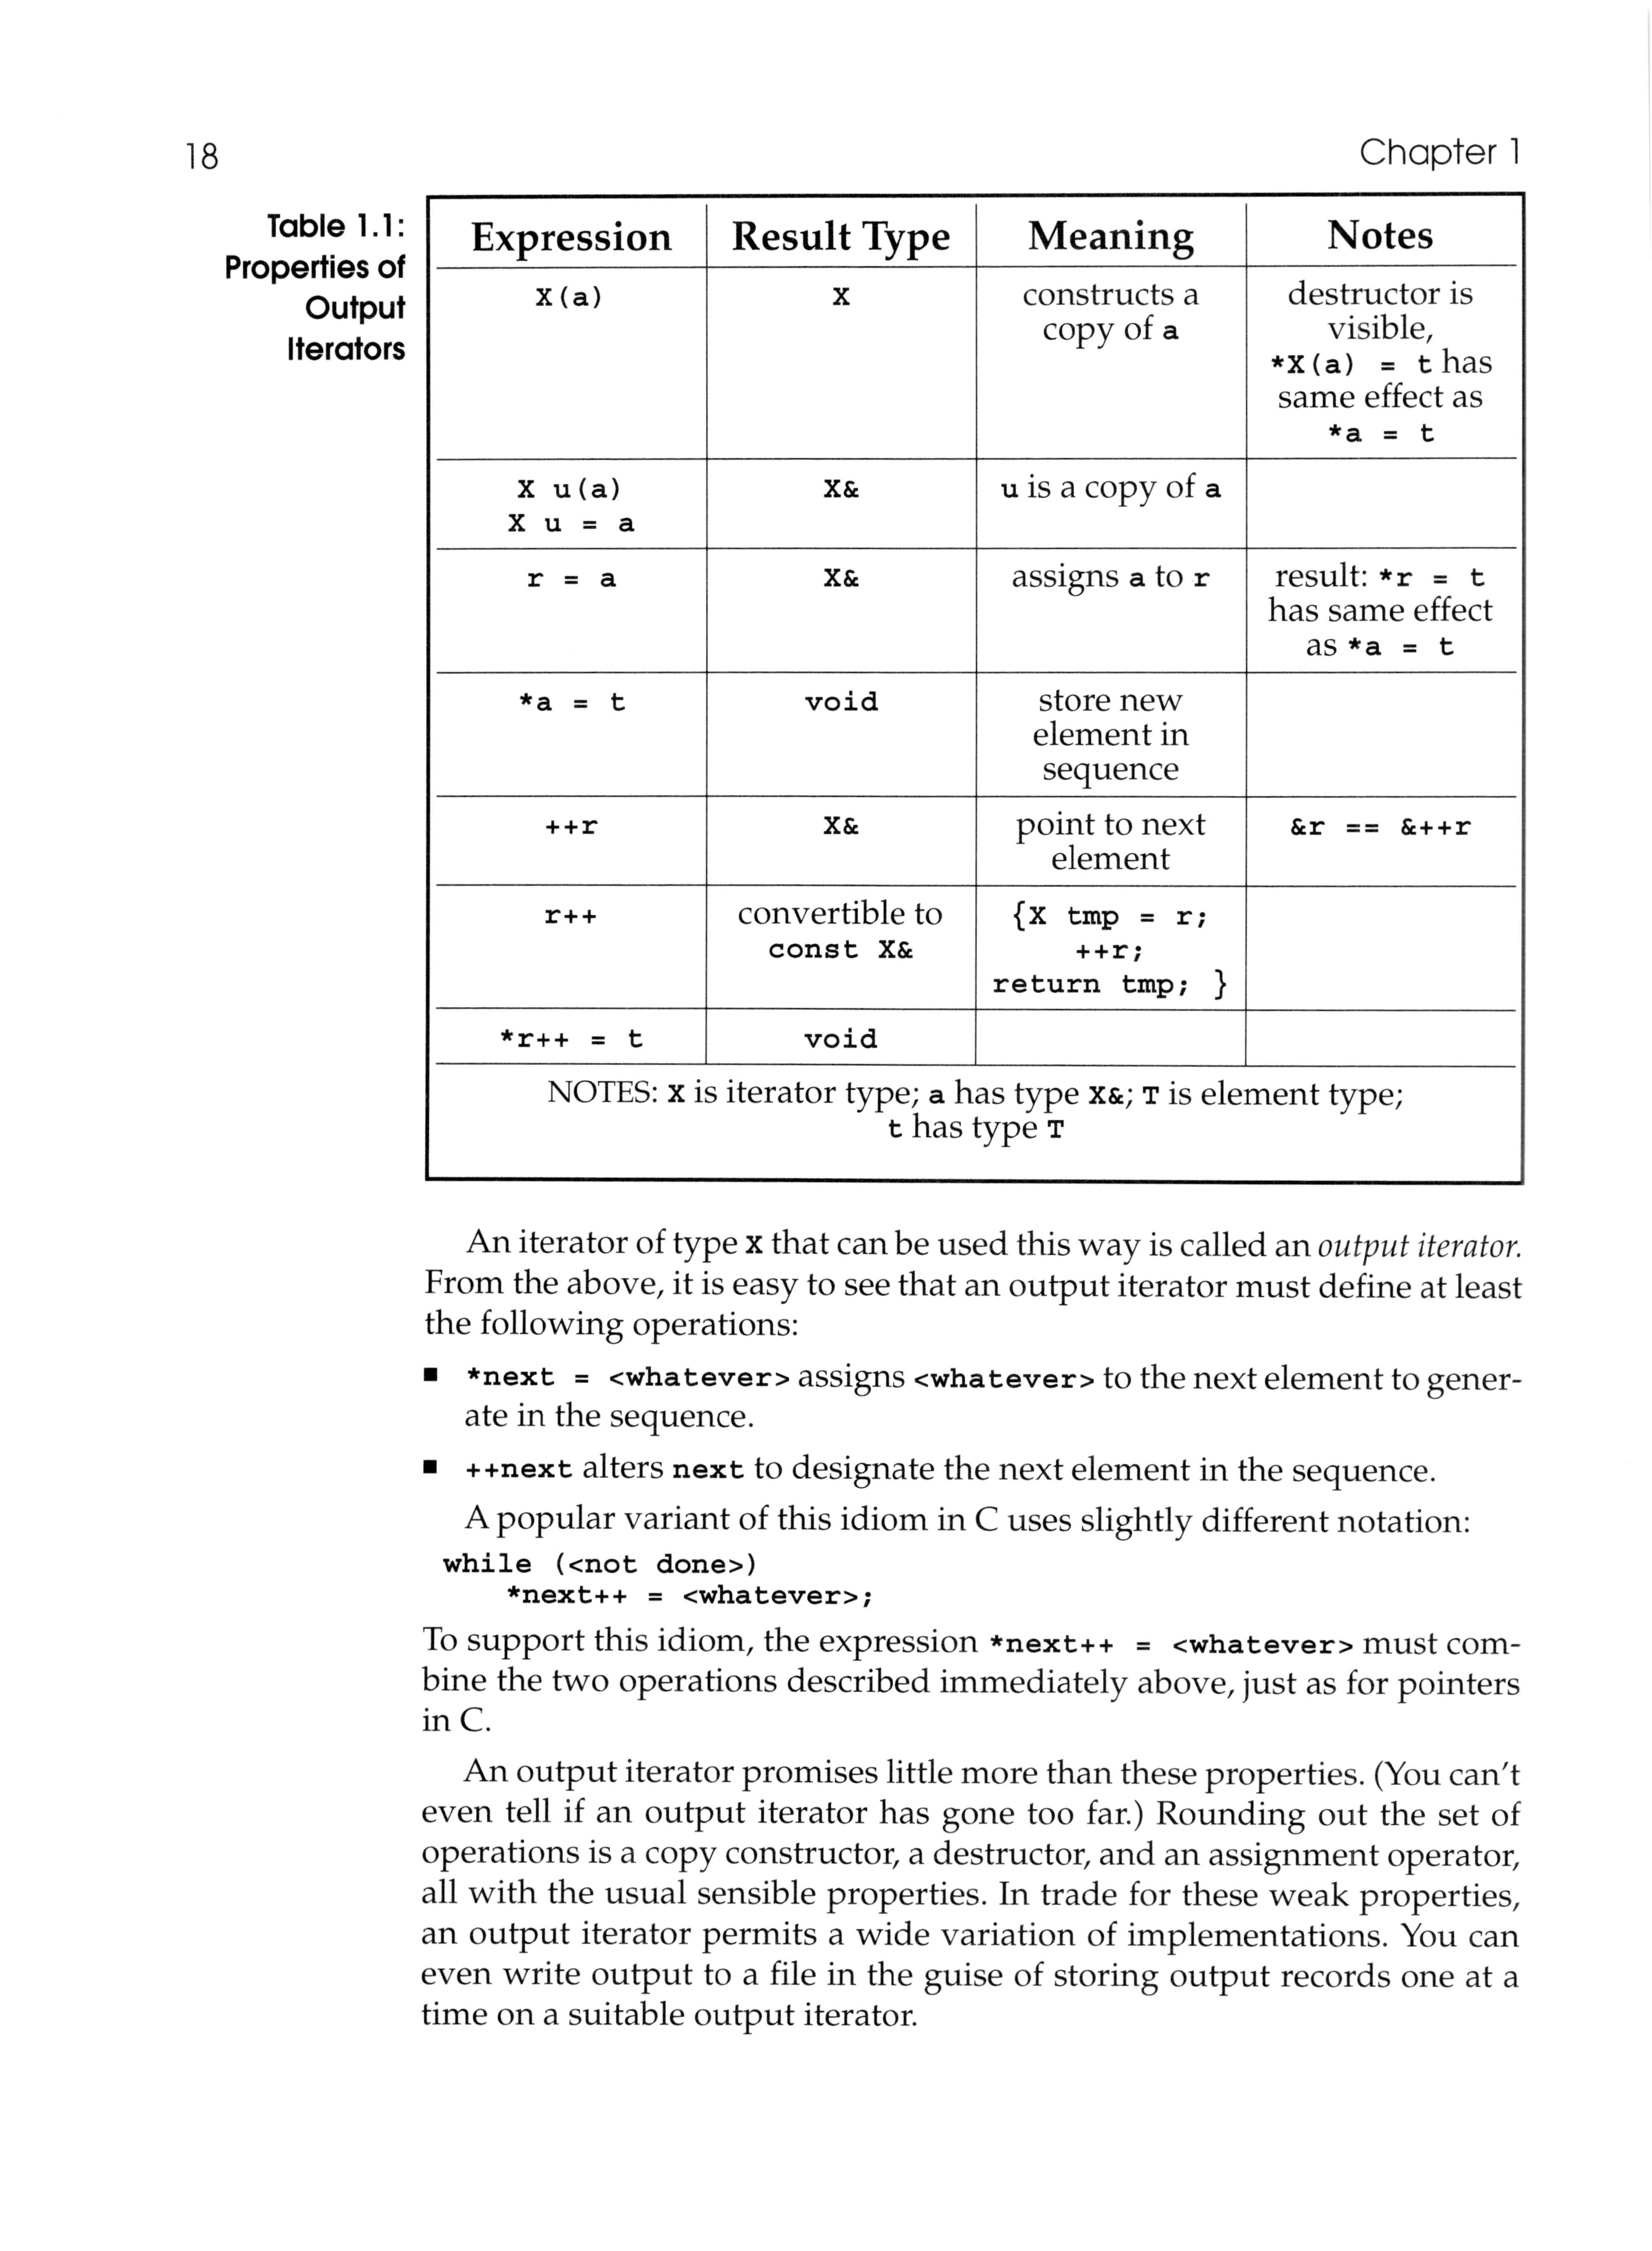 18
Chapter 1
Table 1.1:
Properties of
Output
Iterators
Expression Result Type Meaning Notes
X(a) X constructs a destructor is
copy of a visible,
*X(a) = t has
same effect as
*a = t
X u(a) X& u is a copy of a
X u = a
r = a X& assigns a to r result: *r = t
has same effect
as *a = t
*a = t void store new
element in
sequence
++r X& point to next &r == &++r
element
r++ convertible to {X tmp = r;
const X& ++r;
return tmp; }
*r++ = t void
NOTES: X is iterator type; a has type X&; T is element type;
t has type T
An iterator of type X that can be used this way is called an output iterator.
From the above, it is easy to see that an output iterator must define at least
the following operations:
■ *next = <whatever> assigns <whatever> to the next element to gener-
ate in the sequence.
■ ++next alters next to designate the next element in the sequence.
A popular variant of this idiom in C uses slightly different notation:
while (<not done>)
*next++ = <whatever>;
To support this idiom, the expression *next++ = <whatever> must com-
bine the two operations described immediately above, just as for pointers
in C.
An output iterator promises little more than these properties. (You can't
even tell if an output iterator has gone too far.) Rounding out the set of
operations is a copy constructor, a destructor, and an assignment operator,
all with the usual sensible properties. In trade for these weak properties,
an output iterator permits a wide variation of implementations. You can
even write output to a file in the guise of storing output records one at a
time on a suitable output iterator.